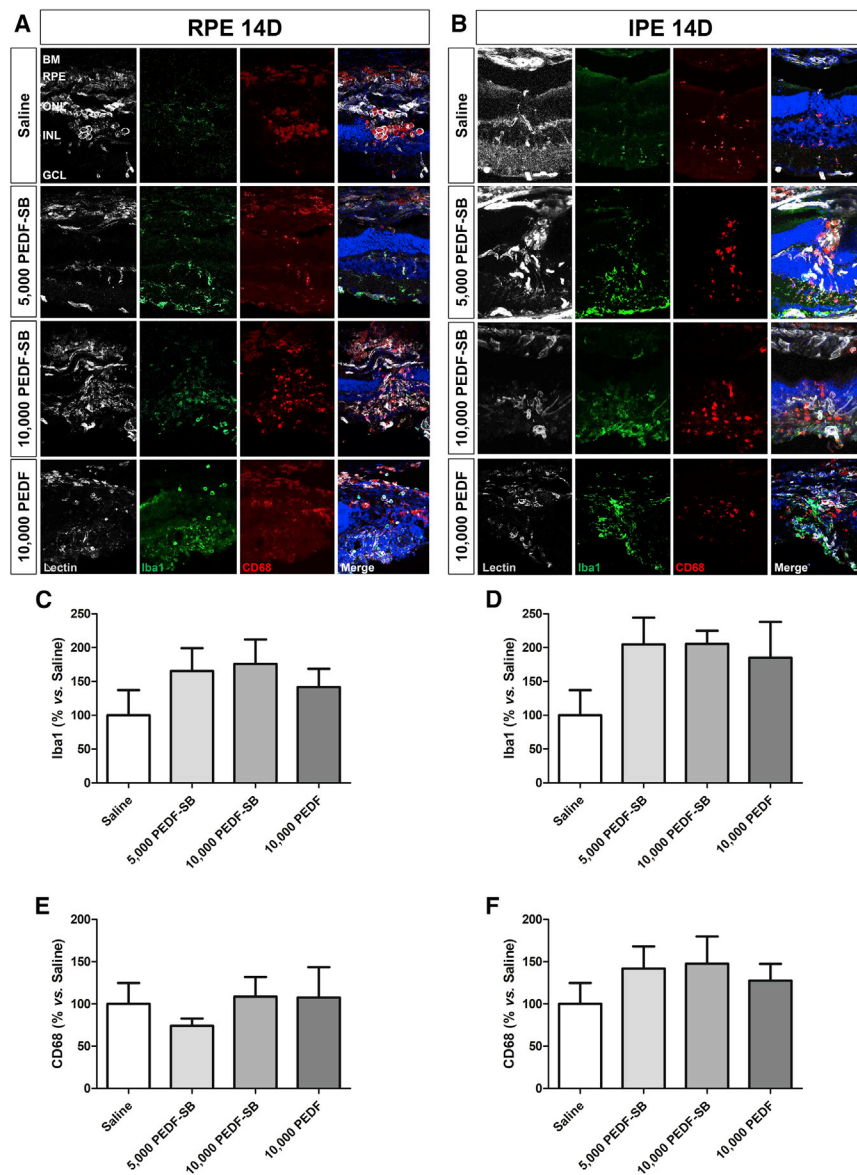 A
RPE 14D
Saline
BM
RPE
ONL
INL
GCL
5,000 PEDF-SB
10,000 PEDF-SB
10,000 PEDF
Lectin
Iba1
CD68
Merge
B
IPE 14D
Saline
5,000 PEDF-SB
10,000 PEDF-SB
10,000 PEDF
Lectin
Iba1
CD68
Merge
C
Iba1 (% vs. Saline)
250
200
150
100
50
0
Saline
5,000 PEDF-SB
10,000 PEDF-SB
10,000 PEDF
D
Iba1 (% vs. Saline)
250
200
150
100
50
0
Saline
5,000 PEDF-SB
10,000 PEDF-SB
10,000 PEDF
E
CD68 (% vs. Saline)
200
150
100
50
0
Saline
5,000 PEDF-SB
10,000 PEDF-SB
10,000 PEDF
F
CD68 (% vs. Saline)
200
150
100
50
0
Saline
5,000 PEDF-SB
10,000 PEDF-SB
10,000 PEDF